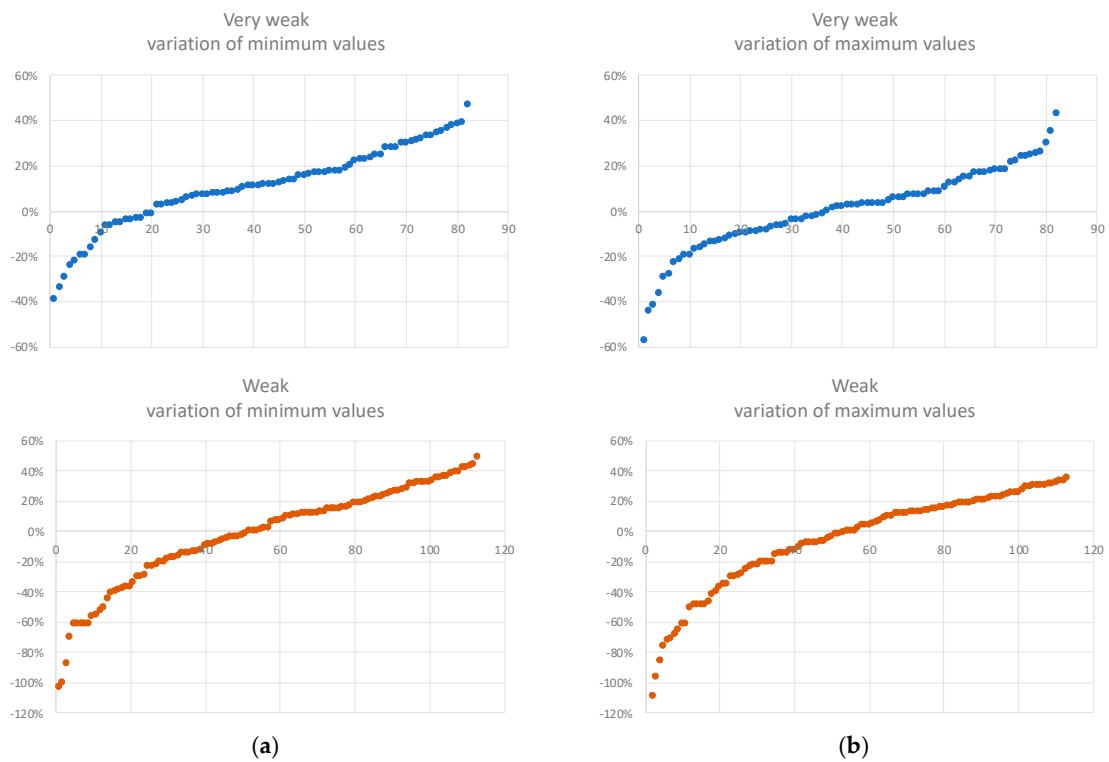 Very weak
variation of minimum values
60%
40%
20%
0%
-20%
-40%
-60%
0 10 20 30 40 50 60 70 80 90
Very weak
variation of maximum values
60%
40%
20%
0%
-20%
-40%
-60%
0 10 20 30 40 50 60 70 80 90
Weak
variation of minimum values
60%
40%
20%
0%
-20%
-40%
-60%
-80%
-100%
-120%
0 20 40 60 80 100 120
Weak
variation of maximum values
60%
40%
20%
0%
-20%
-40%
-60%
-80%
-100%
-120%
0 20 40 60 80 100 120
(a)
(b)